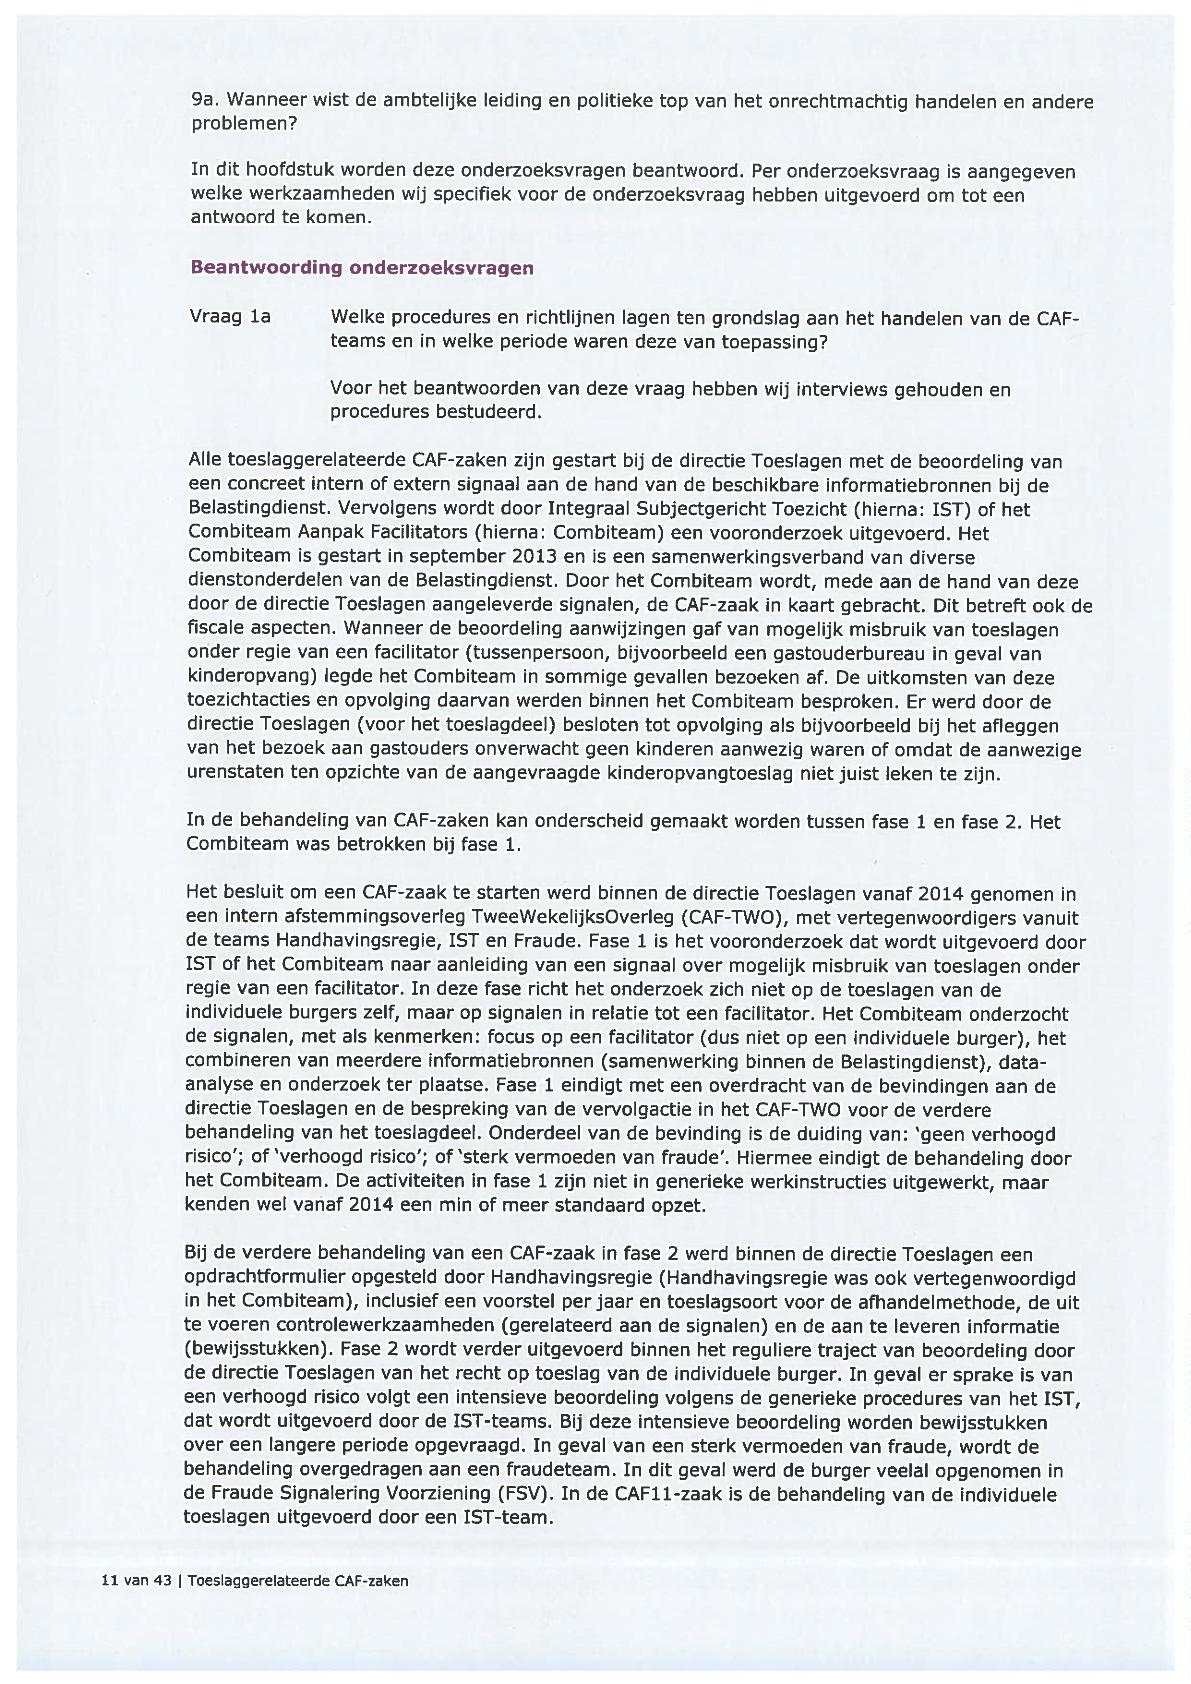 9a. Wanneer wist de ambtelijke leiding en politieke top van het onrechtmachtig handelen en andere
problemen?
In dit hoofdstuk worden deze onderzoeksvragen beantwoord. Per onderzoeksvraag is aangegeven
welke werkzaamheden wij specifiek voor de onderzoeksvraag hebben uitgevoerd om tot een
antwoord te komen.
Beantwoording onderzoeksvragen
Vraag 1a Welke procedures en richtlijnen lagen ten grondslag aan het handelen van de CAF-
teams en in welke periode waren deze van toepassing?
Voor het beantwoorden van deze vraag hebben wij interviews gehouden en
procedures bestudeerd.
Alle toeslaggerelateerde CAF-zaken zijn gestart bij de directie Toeslagen met de beoordeling van
een concreet intern of extern signaal aan de hand van de beschikbare informatiebronnen bij de
Belastingdienst. Vervolgens wordt door Integraal Subjectgericht Toezicht (hierna: IST) of het
Combiteam Aanpak Facilitators (hierna: Combiteam) een vooronderzoek uitgevoerd. Het
Combiteam is gestart in september 2013 en is een samenwerkingsverband van diverse
dienstonderdelen van de Belastingdienst. Door het Combiteam wordt, mede aan de hand van deze
door de directie Toeslagen aangeleverde signalen, de CAF-zaak in kaart gebracht. Dit betreft ook de
fiscale aspecten. Wanneer de beoordeling aanwijzingen gaf van mogelijk misbruik van toeslagen
onder regie van een facilitator (tussenpersoon, bijvoorbeeld een gastouderbureau in geval van
kinderopvang) legde het Combiteam in sommige gevallen bezoeken af. De uitkomsten van deze
toezichtacties en opvolging daarvan werden binnen het Combiteam besproken. Er werd door de
directie Toeslagen (voor het toeslagdeel) besloten tot opvolging als bijvoorbeeld bij het afleggen
van het bezoek aan gastouders onverwacht geen kinderen aanwezig waren of omdat de aanwezige
urenstaten ten opzichte van de aangevraagde kinderopvangtoeslag niet juist leken te zijn.
In de behandeling van CAF-zaken kan onderscheid gemaakt worden tussen fase 1 en fase 2. Het
Combiteam was betrokken bij fase 1.
Het besluit om een CAF-zaak te starten werd binnen de directie Toeslagen vanaf 2014 genomen in
een intern afstemmingsoverleg TweeWekelijksOverleg (CAF-TWO), met vertegenwoordigers vanuit
de teams Handhavingsregie, IST en Fraude. Fase 1 is het vooronderzoek dat wordt uitgevoerd door
IST of het Combiteam naar aanleiding van een signaal over mogelijk misbruik van toeslagen onder
regie van een facilitator. In deze fase richt het onderzoek zich niet op de toeslagen van de
individuele burgers zelf, maar op signalen in relatie tot een facilitator. Het Combiteam onderzocht
de signalen, met als kenmerken: focus op een facilitator (dus niet op een individuele burger), het
combineren van meerdere informatiebronnen (samenwerking binnen de Belastingdienst), data-
analyse en onderzoek ter plaatse. Fase 1 eindigt met een overdracht van de bevindingen aan de
directie Toeslagen en de bespreking van de vervolgactie in het CAF-TWO voor de verdere
behandeling van het toeslagdeel. Onderdeel van de bevinding is de duiding van: 'geen verhoogd
risico'; of 'verhoogd risico'; of 'sterk vermoeden van fraude'. Hiermee eindigt de behandeling door
het Combiteam. De activiteiten in fase 1 zijn niet in generieke werkinstructies uitgewerkt, maar
kenden wel vanaf 2014 een min of meer standaard opzet.
Bij de verdere behandeling van een CAF-zaak in fase 2 werd binnen de directie Toeslagen een
opdrachtformulier opgesteld door Handhavingsregie (Handhavingsregie was ook vertegenwoordigd
in het Combiteam), inclusief een voorstel per jaar en toeslagsoort voor de afhandelmethode, de uit
te voeren controlewerkzaamheden (gerelateerd aan de signalen) en de aan te leveren informatie
(bewijsstukken). Fase 2 wordt verder uitgevoerd binnen het reguliere traject van beoordeling door
de directie Toeslagen van het recht op toeslag van de individuele burger. In geval er sprake is van
een verhoogd risico volgt een intensieve beoordeling volgens de generieke procedures van het IST,
dat wordt uitgevoerd door de IST-teams. Bij deze intensieve beoordeling worden bewijsstukken
over een langere periode opgevraagd. In geval van een sterk vermoeden van fraude, wordt de
behandeling overgedragen aan een fraudeteam. In dit geval werd de burger veelal opgenomen in
de Fraude Signalering Voorziening (FSV). In de CAF11-zaak is de behandeling van de individuele
toeslagen uitgevoerd door een IST-team.
11 van 43 | Toeslaggerelateerde CAF-zaken